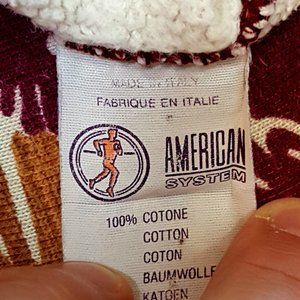 MADE IN ITALY
FABRIQUE EN ITALIE
AMERICAN
SYSTEM
100% COTONE
COTTON
COTON
BAUMWOLLE
KATOEN